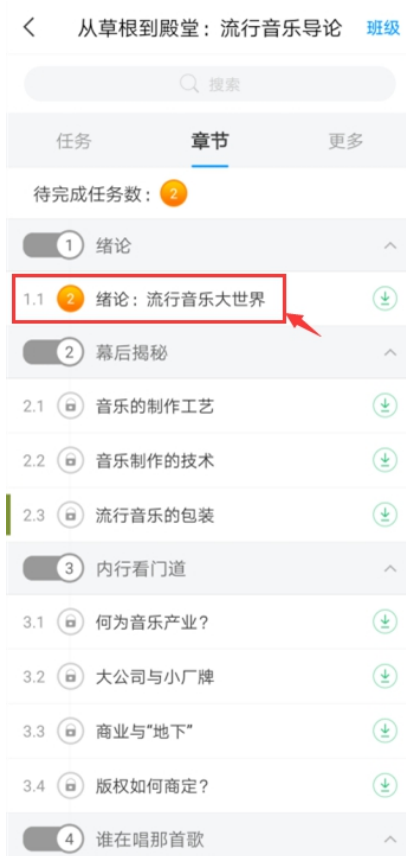 从草根到殿堂：流行音乐导论 班级
搜索
任务 章节 更多
待完成任务数： 2
1 绪论
1.1 2 绪论：流行音乐大世界
2 幕后揭秘
2.1 音乐的制作工艺
2.2 音乐制作的技术
2.3 流行音乐的包装
3 内行看门道
3.1 何为音乐产业?
3.2 大公司与小厂牌
3.3 商业与“地下”
3.4 版权如何商定?
4 谁在唱那首歌